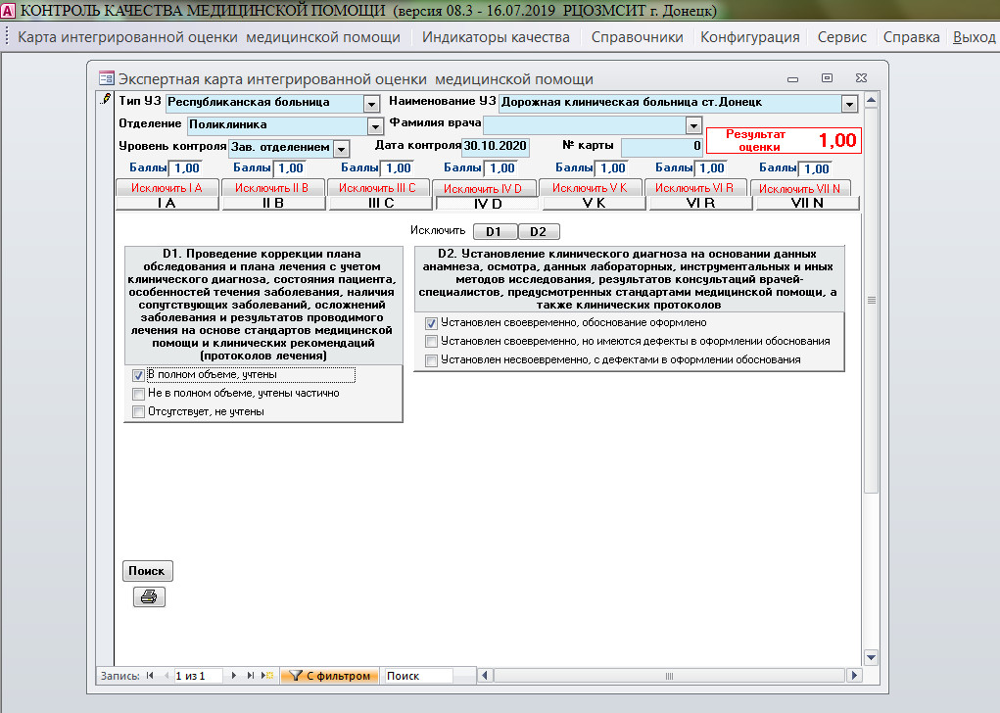 КОНТРОЛЬ КАЧЕСТВА МЕДИЦИНСКОЙ ПОМОЩИ (версия 08.3 - 16.07.2019 РЦОЗМСИТ г. Донецк)
Карта интегрированной оценки медицинской помощи Индикаторы качества Справочники Конфигурация Сервис Справка Выход
Экспертная карта интегрированной оценки медицинской помощи
Тип УЗ Республиканская больница Наименование УЗ Дорожная клиническая больница ст.Донецк
Отделение Поликлиника Фамилия врача
Уровень контроля Зав. отделением Дата контроля 30.10.2020 № карты 0
Результат
оценки 1,00
Баллы 1,00 Баллы 1,00 Баллы 1,00 Баллы 1,00 Баллы 1,00 Баллы 1,00 Баллы 1,00
Исключить I A Исключить II B Исключить III C Исключить IV D Исключить V K Исключить VI R Исключить VII N
I A II B III C IV D V K VI R VII N
Исключить D1 D2
D1. Проведение коррекции плана
обследования и плана лечения с учетом
клинического диагноза, состояния пациента,
особенностей течения заболевания, наличия
сопутствующих заболеваний, осложнений
заболевания и результатов проводимого
лечения на основе стандартов медицинской
помощи и клинических рекомендаций
(протоколов лечения)
В полном объеме, учтены
Не в полном объеме, учтены частично
Отсутствует, не учтены
D2. Установление клинического диагноза на основании данных
анамнеза, осмотра, данных лабораторных, инструментальных и иных
методов исследования, результатов консультаций врачей-
специалистов, предусмотренных стандартами медицинской помощи, а
также клинических протоколов
Установлен своевременно, обоснование оформлено
Установлен своевременно, но имеются дефекты в оформлении обоснования
Установлен несвоевременно, с дефектами в оформлении обоснования
Поиск
Запись: 1 из 1 С фильтром Поиск